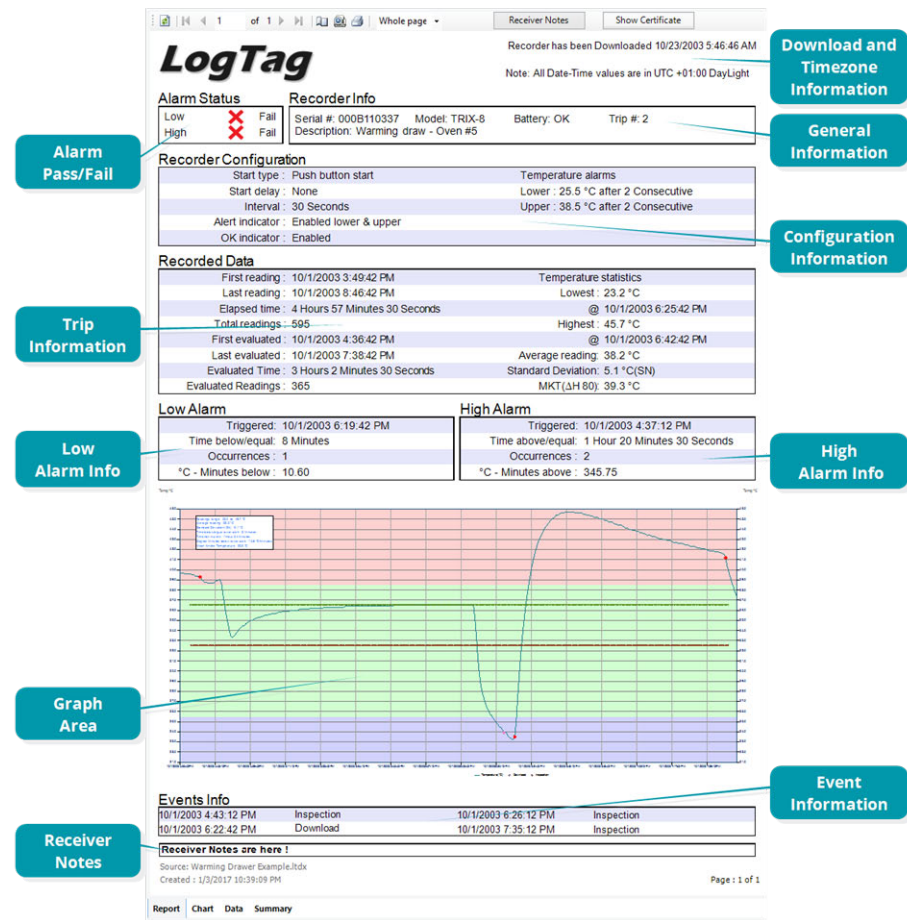 1 of 1 Whole page Receiver Notes Show Certificate
LogTag
Recorder has been Downloaded 10/23/2003 5:46:46 AM
Note: All Date-Time values are in UTC +01:00 DayLight
Download and
Timezone
Information
Alarm Status Recorder Info
Low Fail Serial #: 000B110337 Model: TRIX-8 Battery: OK Trip #: 2
High Fail Description: Warming draw - Oven #5
General
Information
Alarm
Pass/Fail
Recorder Configuration
Start type : Push button start Temperature alarms
Start delay : None Lower : 25.5 °C after 2 Consecutive
Interval : 30 Seconds Upper : 38.5 °C after 2 Consecutive
Alert indicator : Enabled lower & upper
OK indicator : Enabled
Configuration
Information
Recorded Data
First reading : 10/1/2003 3:49:42 PM Temperature statistics
Last reading : 10/1/2003 8:46:42 PM Lowest : 23.2 °C
Elapsed time : 4 Hours 57 Minutes 30 Seconds @ 10/1/2003 6:25:42 PM
Total readings : 595 Highest : 45.7 °C
First evaluated : 10/1/2003 4:36:42 PM @ 10/1/2003 6:42:42 PM
Last evaluated : 10/1/2003 7:38:42 PM Average reading: 38.2 °C
Evaluated Time : 3 Hours 2 Minutes 30 Seconds Standard Deviation: 5.1 °C(SN)
Evaluated Readings : 365 MKT(ΔH 80): 39.3 °C
Trip
Information
Low Alarm High Alarm
Triggered: 10/1/2003 6:19:42 PM Triggered: 10/1/2003 4:37:12 PM
Time below/equal: 8 Minutes Time above/equal: 1 Hour 20 Minutes 30 Seconds
Occurrences : 1 Occurrences : 2
°C - Minutes below : 10.60 °C - Minutes above : 345.75
Low
Alarm Info
High
Alarm Info
Graph
Area
Events Info
10/1/2003 4:43:12 PM Inspection 10/1/2003 6:26:12 PM Inspection
10/1/2003 6:22:42 PM Download 10/1/2003 7:35:12 PM Inspection
Event
Information
Receiver Notes are here !
Receiver
Notes
Source: Warming Drawer Example.ltdx
Created : 1/3/2017 10:39:09 PM Page : 1 of 1
Report Chart Data Summary